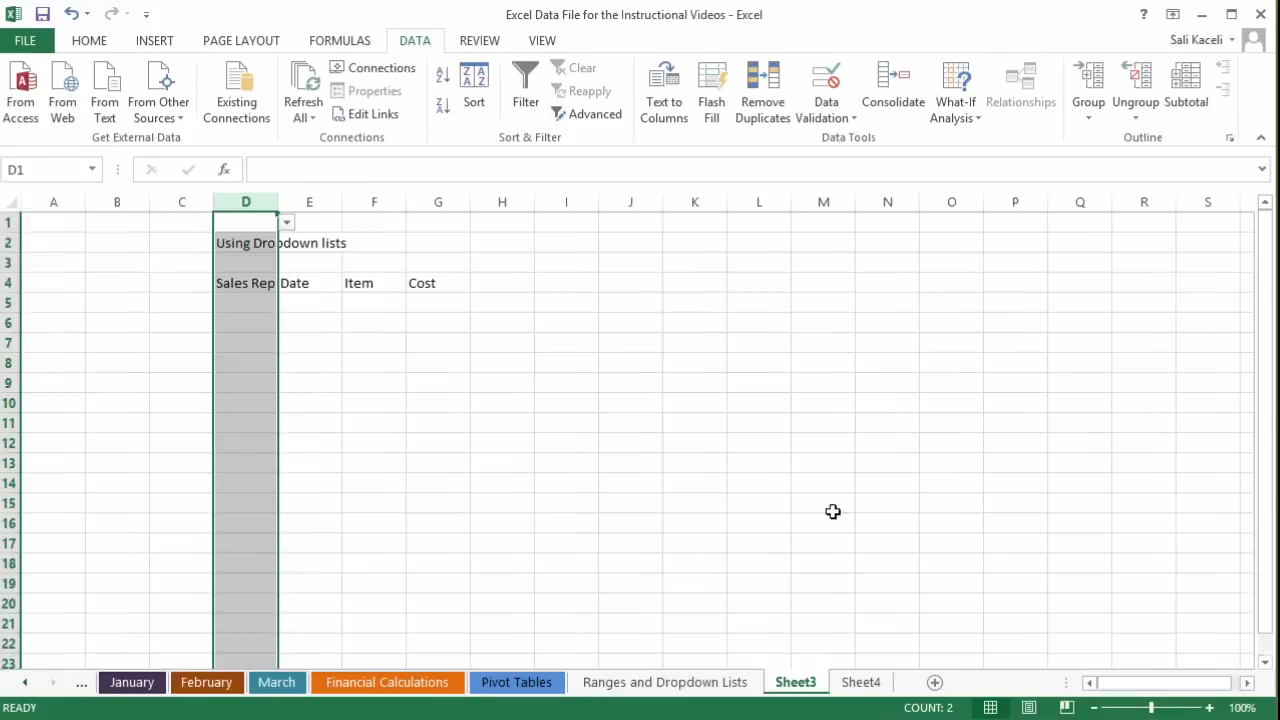 Excel Data File for the Instructional Videos - Excel
?
FILE HOME INSERT PAGE LAYOUT FORMULAS DATA REVIEW VIEW Sali Kaceli
From Access
From Web
From Text
From Other Sources
Existing Connections
Get External Data
Refresh All
Connections
Properties
Edit Links
Connections
Sort
Filter
Clear
Reapply
Advanced
Sort & Filter
Text to Columns
Flash Fill
Remove Duplicates
Data Validation
Consolidate
What-If Analysis
Relationships
Data Tools
Group
Ungroup
Subtotal
Outline
D1 fx
A B C D E F G H I J K L M N O P Q R S
1
2 Using Dropdown lists
3
4 Sales Rep Date Item Cost
5
6
7
8
9
10
11
12
13
14
15
16
17
18
19
20
21
22
23
... January February March Financial Calculations Pivot Tables Ranges and Dropdown Lists Sheet3 Sheet4
READY COUNT: 2 100%